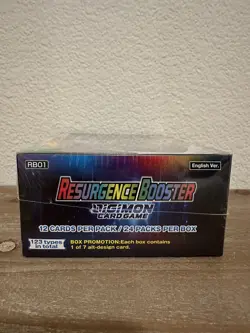 RB01
English Ver.
RESURGENCE BOOSTER
DIGIMON
CARD GAME
12 CARDS PER PACK / 24 PACKS PER BOX
123 types
in total
BOX PROMOTION:Each box contains
1 of 7 alt-design card.